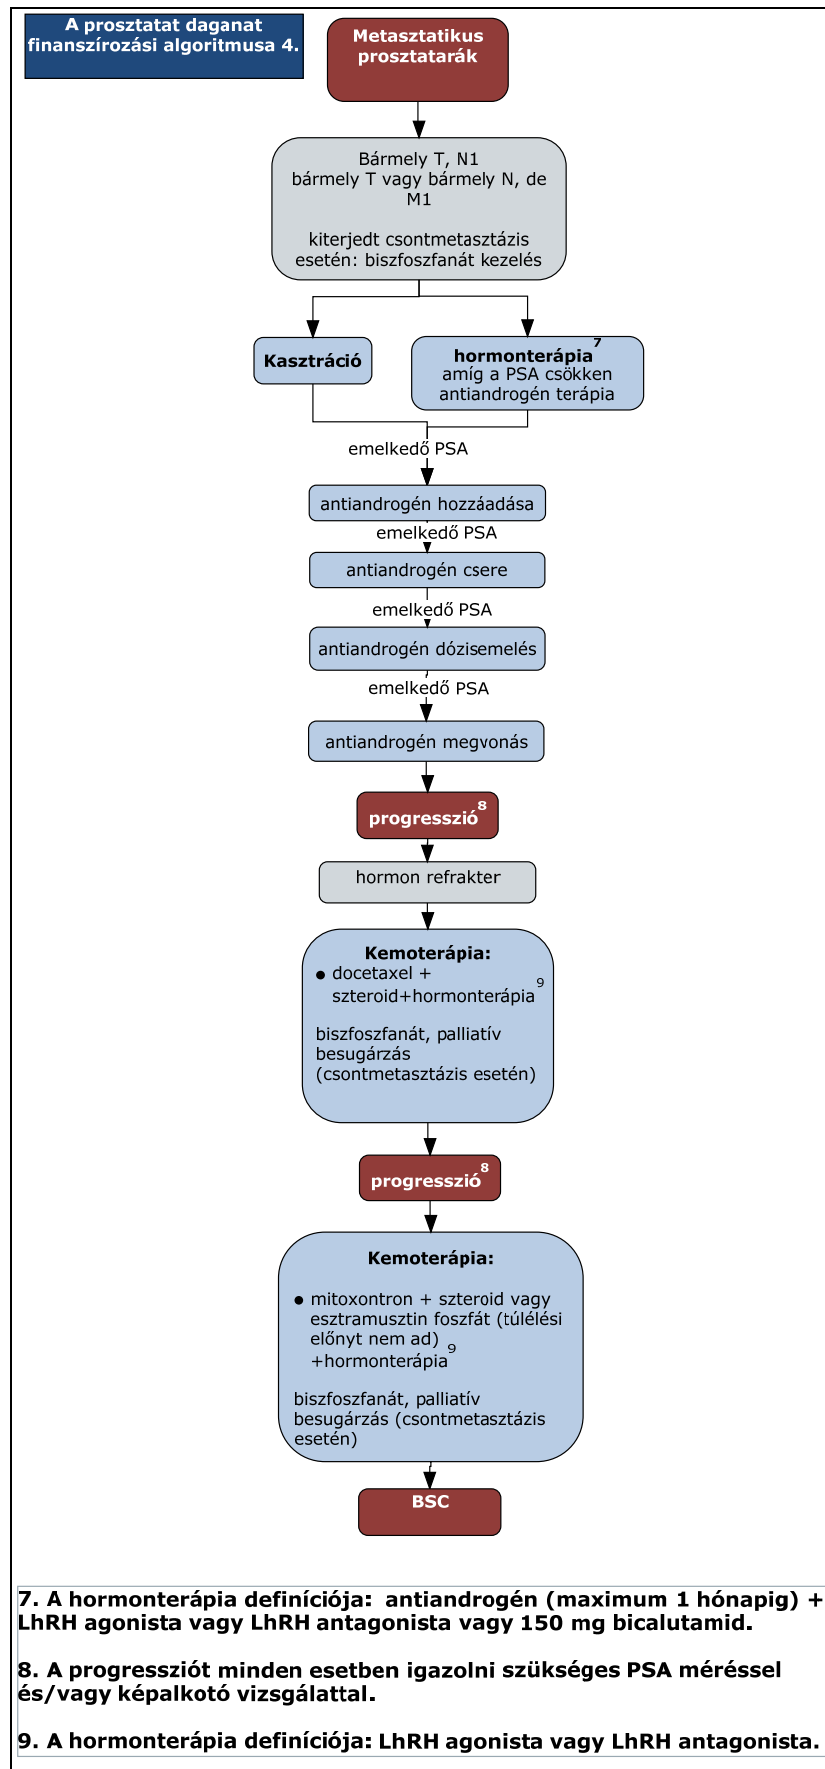 A prosztatat daganat
finanszírozási algoritmusa 4.
Metasztatikus
prosztatarák
Bármely T, N1
bármely T vagy bármely N, de
M1
kiterjedt csontmetasztázis
esetén: biszfoszfanát kezelés
Kasztráció
hormonterápia7
amíg a PSA csökken
antiandrogén terápia
emelkedő PSA
antiandrogén hozzáadása
emelkedő PSA
antiandrogén csere
emelkedő PSA
antiandrogén dózisemelés
emelkedő PSA
antiandrogén megvonás
progresszió8
hormon refrakter
Kemoterápia:
● docetaxel +
szteroid+hormonterápia9
biszfoszfanát, palliatív
besugárzás
(csontmetasztázis esetén)
progresszió8
Kemoterápia:
● mitoxontron + szteroid vagy
esztramusztin foszfát (túlélési
előnyt nem ad)
+hormonterápia9
biszfoszfanát, palliatív
besugárzás (csontmetasztázis
esetén)
BSC
7. A hormonterápia definíciója:  antiandrogén (maximum 1 hónapig) +
LhRH agonista vagy LhRH antagonista vagy 150 mg bicalutamid.
8. A progressziót minden esetben igazolni szükséges PSA méréssel
és/vagy képalkotó vizsgálattal.
9. A hormonterápia definíciója: LhRH agonista vagy LhRH antagonista.